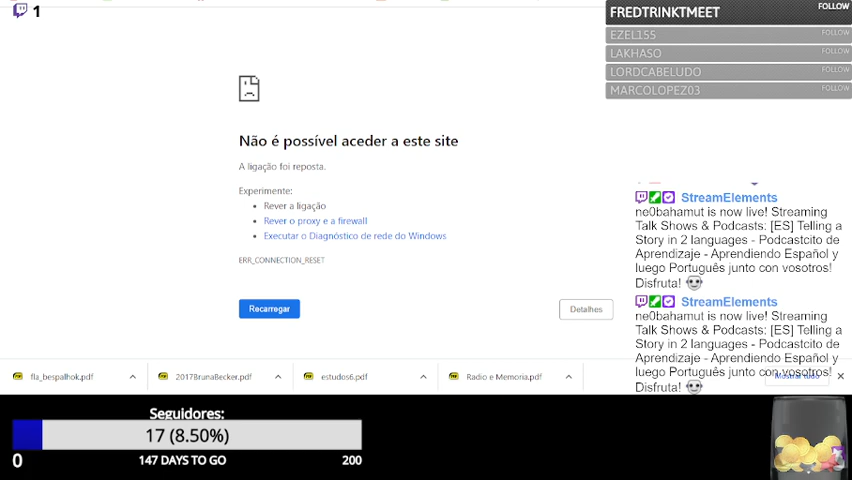 1
FREDTRINKTMEET FOLLOW
EZEL155 FOLLOW
LAKHASO FOLLOW
LORDCABELUDO FOLLOW
MARCOLOPEZ03 FOLLOW
Não é possível aceder a este site
A ligação foi reposta.
Experimente:
Rever a ligação
Rever o proxy e a firewall
Executar o Diagnóstico de rede do Windows
ERR_CONNECTION_RESET
Recarregar
Detalhes
StreamElements
ne0bahamut is now live! Streaming
Talk Shows & Podcasts: [ES] Telling a
Story in 2 languages - Podcastcito de
Aprendizaje - Aprendiendo Español y
luego Português junto con vosotros!
Disfruta!
StreamElements
ne0bahamut is now live! Streaming
Talk Shows & Podcasts: [ES] Telling a
Story in 2 languages - Podcastcito de
Aprendizaje - Aprendiendo Español y
luego Português junto con vosotros!
Disfruta!
fla_bespalhok.pdf
2017BrunaBecker.pdf
estudos6.pdf
Radio e Memoria.pdf
Mostrar tudo
Seguidores:
17 (8.50%)
0 147 DAYS TO GO 200